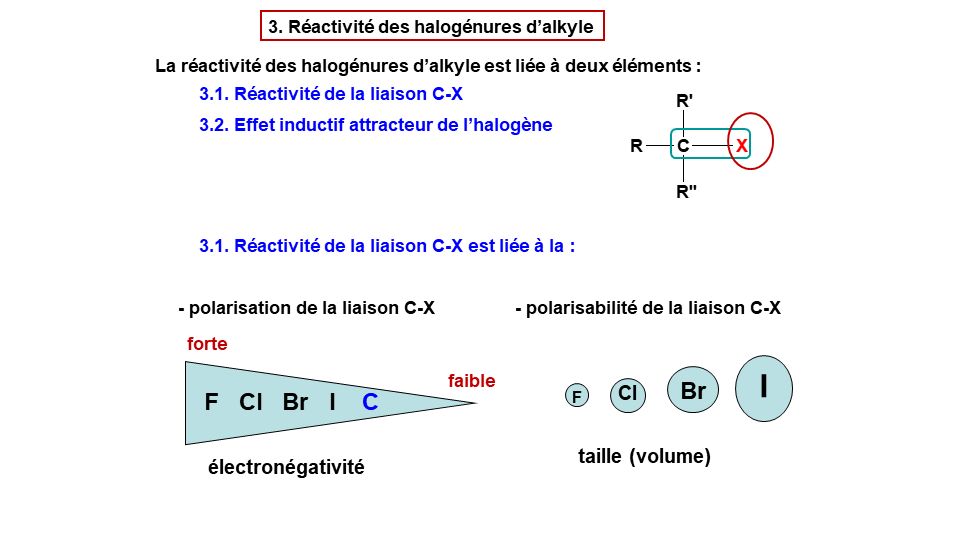 3. Réactivité des halogénures d’alkyle
La réactivité des halogénures d’alkyle est liée à deux éléments :
3.1. Réactivité de la liaison C-X
3.2. Effet inductif attracteur de l’halogène
R'
R C X
R"
3.1. Réactivité de la liaison C-X est liée à la :
- polarisation de la liaison C-X
- polarisabilité de la liaison C-X
forte
faible
F Cl Br I C
électronégativité
F Cl Br I
taille (volume)